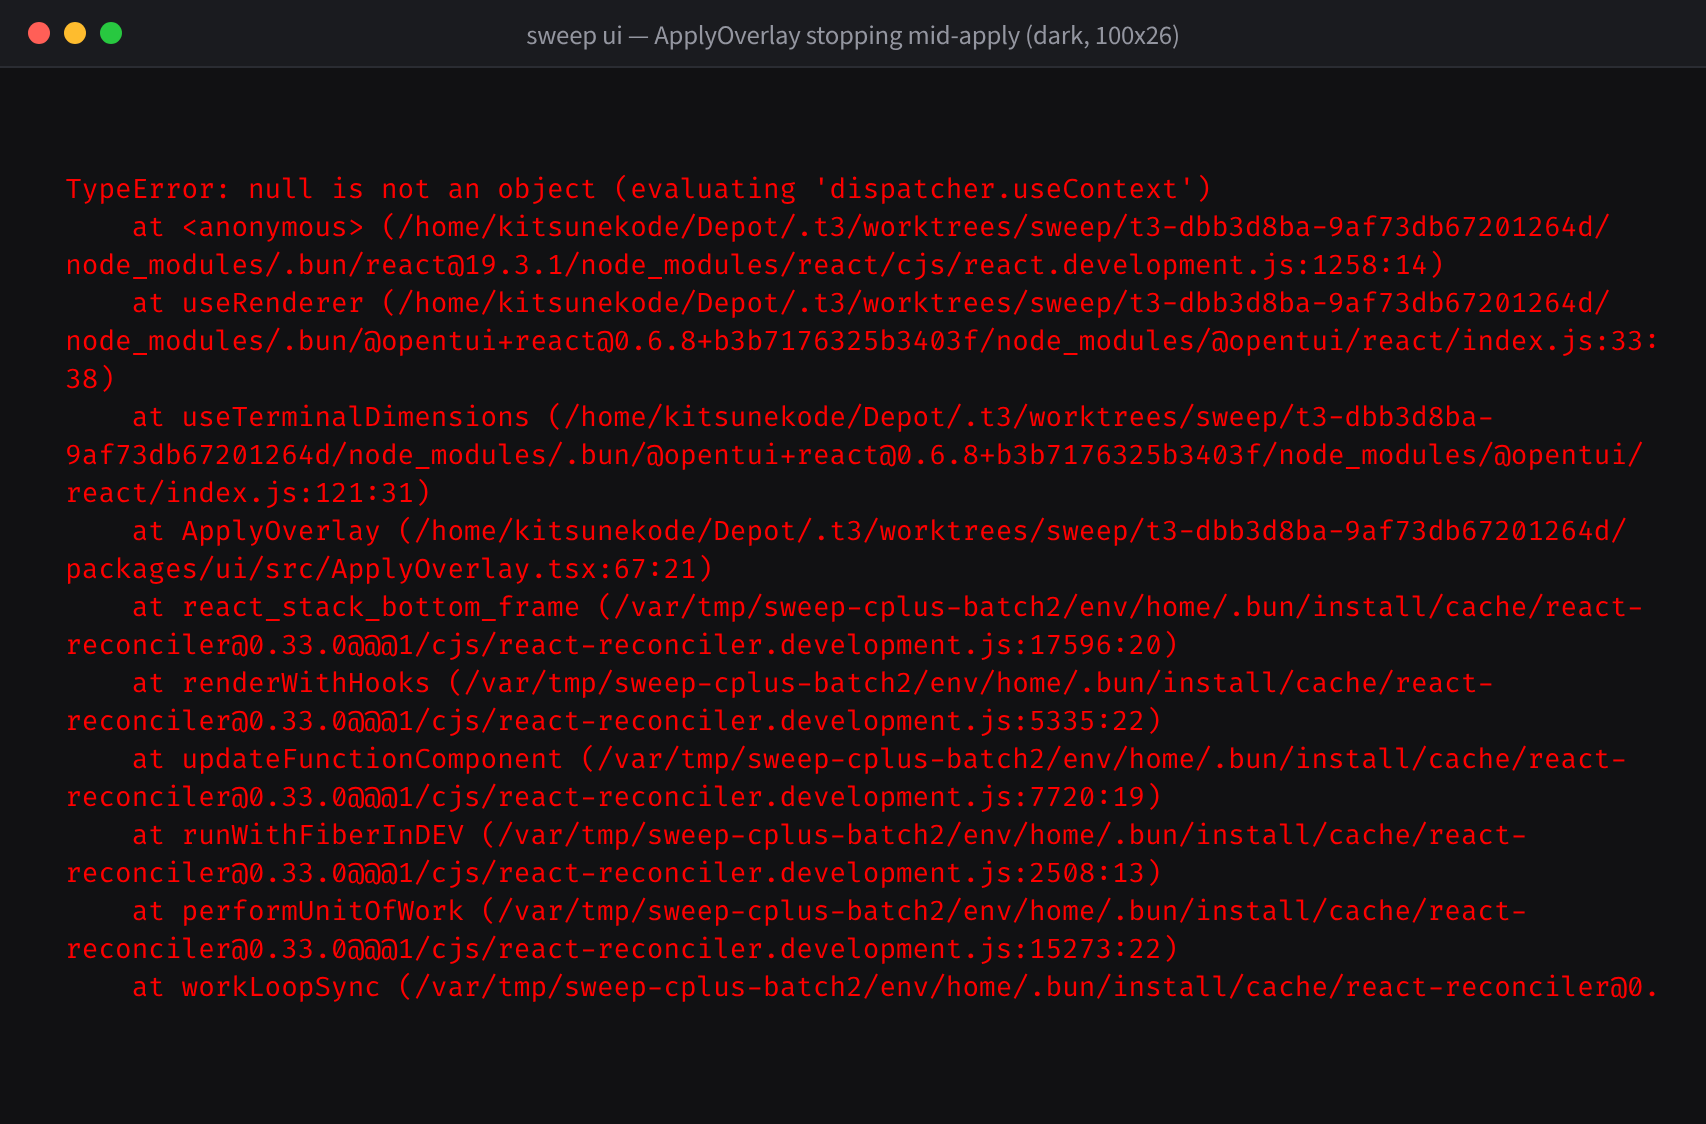 sweep ui — ApplyOverlay stopping mid-apply (dark, 100x26)
TypeError: null is not an object (evaluating 'dispatcher.useContext')
    at <anonymous> (/home/kitsunekode/Depot/.t3/worktrees/sweep/t3-dbb3d8ba-9af73db67201264d/
node_modules/.bun/react@19.3.1/node_modules/react/cjs/react.development.js:1258:14)
    at useRenderer (/home/kitsunekode/Depot/.t3/worktrees/sweep/t3-dbb3d8ba-9af73db67201264d/
node_modules/.bun/@opentui+react@0.6.8+b3b7176325b3403f/node_modules/@opentui/react/index.js:33:
38)
    at useTerminalDimensions (/home/kitsunekode/Depot/.t3/worktrees/sweep/t3-dbb3d8ba-
9af73db67201264d/node_modules/.bun/@opentui+react@0.6.8+b3b7176325b3403f/node_modules/@opentui/
react/index.js:121:31)
    at ApplyOverlay (/home/kitsunekode/Depot/.t3/worktrees/sweep/t3-dbb3d8ba-9af73db67201264d/
packages/ui/src/ApplyOverlay.tsx:67:21)
    at react_stack_bottom_frame (/var/tmp/sweep-cplus-batch2/env/home/.bun/install/cache/react-
reconciler@0.33.0@@@1/cjs/react-reconciler.development.js:17596:20)
    at renderWithHooks (/var/tmp/sweep-cplus-batch2/env/home/.bun/install/cache/react-
reconciler@0.33.0@@@1/cjs/react-reconciler.development.js:5335:22)
    at updateFunctionComponent (/var/tmp/sweep-cplus-batch2/env/home/.bun/install/cache/react-
reconciler@0.33.0@@@1/cjs/react-reconciler.development.js:7720:19)
    at runWithFiberInDEV (/var/tmp/sweep-cplus-batch2/env/home/.bun/install/cache/react-
reconciler@0.33.0@@@1/cjs/react-reconciler.development.js:2508:13)
    at performUnitOfWork (/var/tmp/sweep-cplus-batch2/env/home/.bun/install/cache/react-
reconciler@0.33.0@@@1/cjs/react-reconciler.development.js:15273:22)
    at workLoopSync (/var/tmp/sweep-cplus-batch2/env/home/.bun/install/cache/react-reconciler@0.